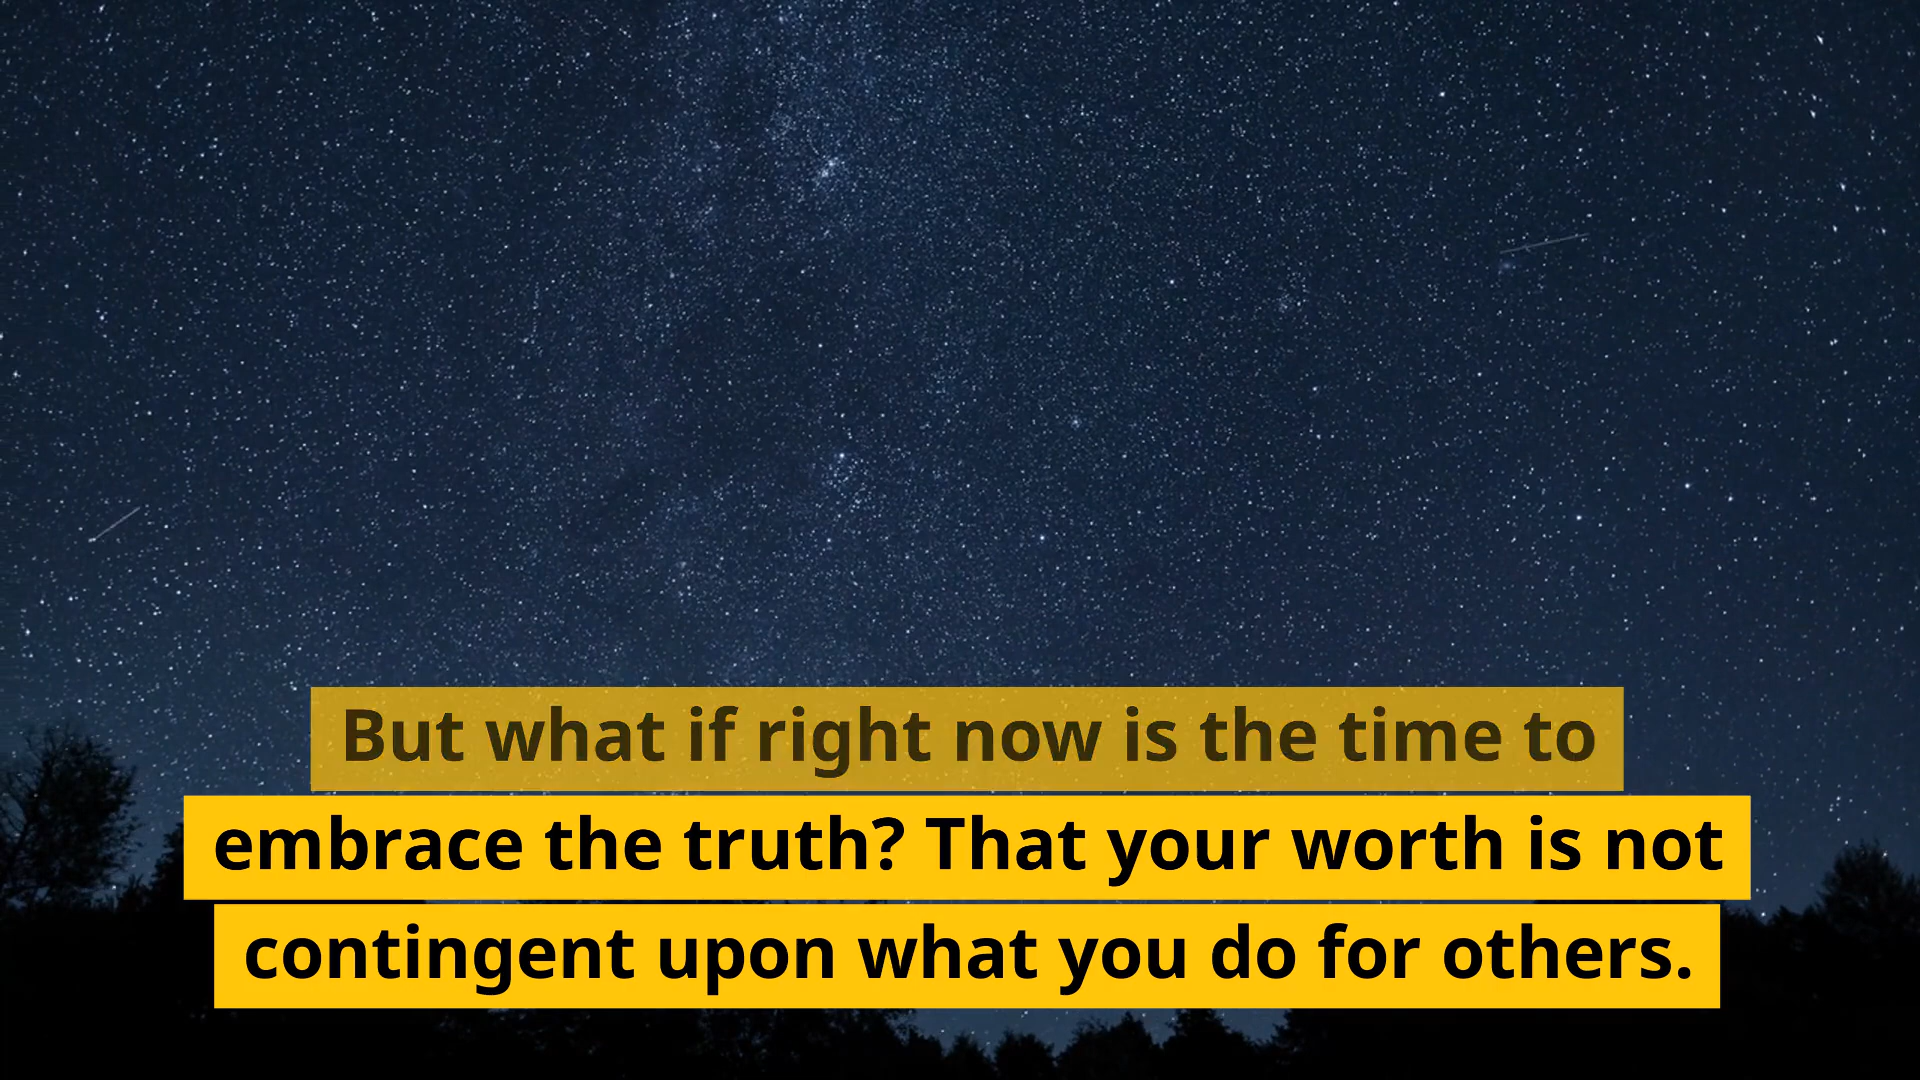 But what if right now is the time to
embrace the truth? That your worth is not
contingent upon what you do for others.